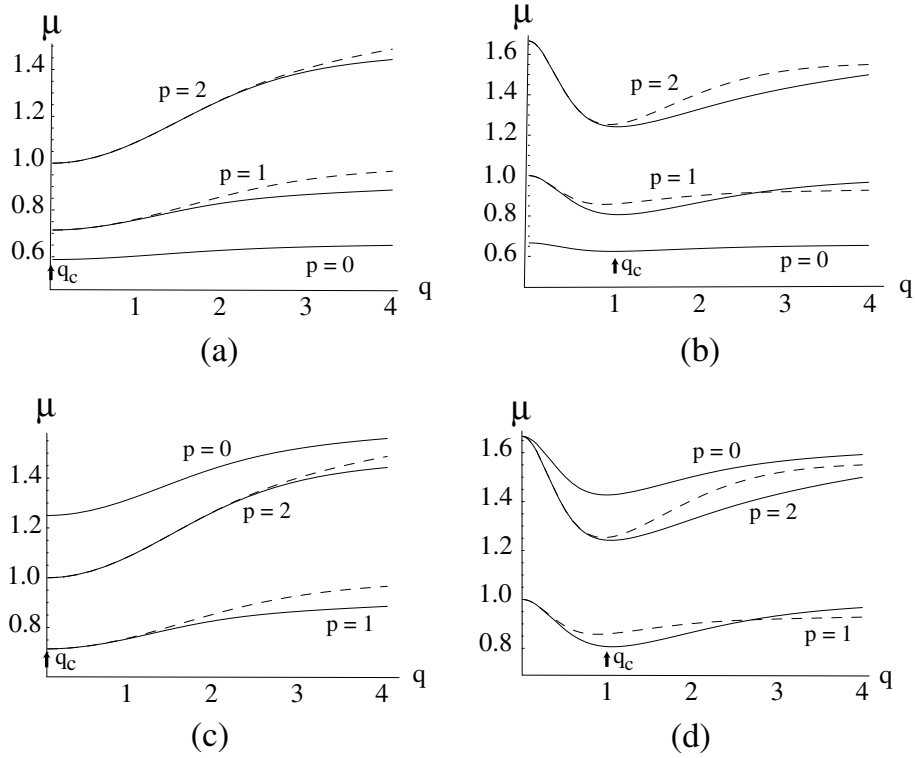 μ
1.4
1.2
1.0
0.8
0.6
p = 2
p = 1
p = 0
q_c
1 2 3 4 q
(a)
μ
1.6
1.4
1.2
1.0
0.8
0.6
p = 2
p = 1
p = 0
q_c
1 2 3 4 q
(b)
μ
1.4
1.2
1.0
0.8
p = 0
p = 2
p = 1
q_c
1 2 3 4 q
(c)
μ
1.6
1.4
1.2
1.0
0.8
p = 0
p = 2
p = 1
q_c
1 2 3 4 q
(d)